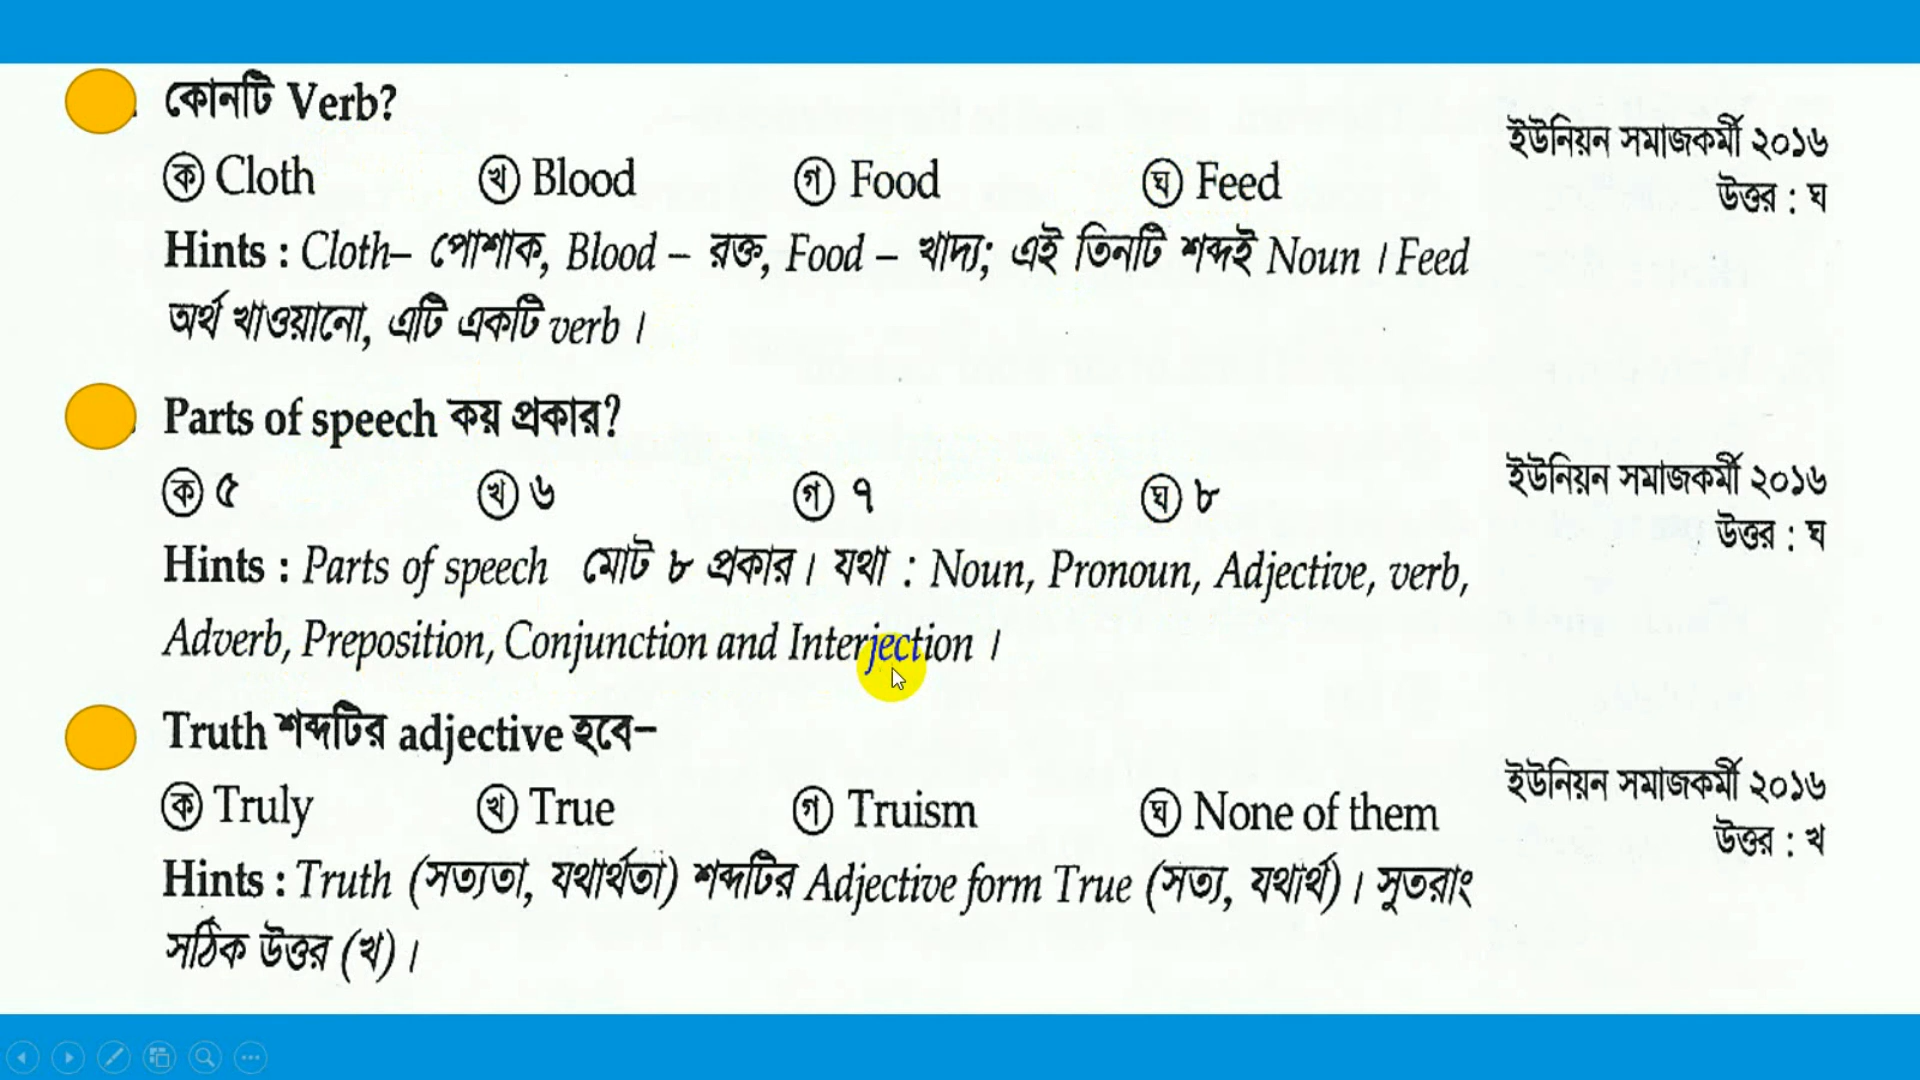 কোনটি Verb?
ইউনিয়ন সমাজকর্মী ২০১৬
ক Cloth খ Blood গ Food ঘ Feed
উত্তর : ঘ
Hints : Cloth– পোশাক, Blood – রক্ত, Food – খাদ্য; এই তিনটি শব্দই Noun । Feed
অর্থ খাওয়ানো, এটি একটি verb ।
Parts of speech কয় প্রকার?
ইউনিয়ন সমাজকর্মী ২০১৬
ক ৫ খ ৬ গ ৭ ঘ ৮
উত্তর : ঘ
Hints : Parts of speech মোট ৮ প্রকার । যথা : Noun, Pronoun, Adjective, verb,
Adverb, Preposition, Conjunction and Interjection ।
Truth শব্দটির adjective হবে–
ইউনিয়ন সমাজকর্মী ২০১৬
ক Truly খ True গ Truism ঘ None of them
উত্তর : খ
Hints : Truth (সত্যতা, যথার্থতা) শব্দটির Adjective form True (সত্য, যথার্থ) । সুতরাং
সঠিক উত্তর (খ) ।